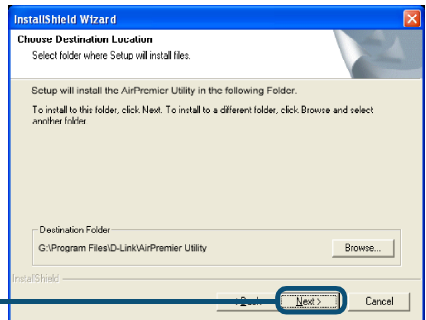 InstallShield Wizard
Choose Destination Location
Select folder where Setup will install files.
Setup will install the AirPremier Utility in the following Folder.
To install to this folder, click Next. To install to a different folder, click Browse and select
another folder.
Destination Folder
G:\Program Files\D-Link\AirPremier Utility
Browse...
InstallShield
< Back
Next >
Cancel